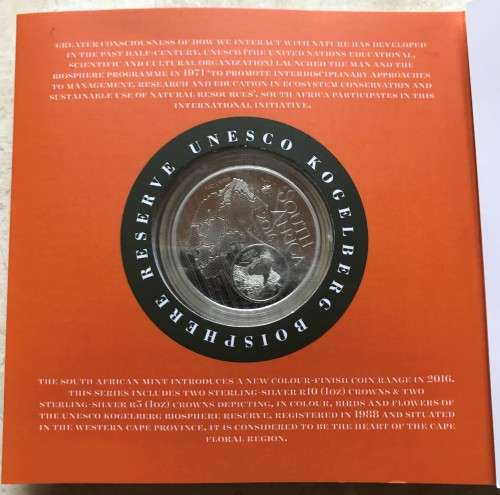 GREATER CONSCIOUSNESS OF HOW WE INTERACT WITH NATURE HAS DEVELOPED
IN THE PAST HALF-CENTURY. UNESCO (THE UNITED NATIONS EDUCATIONAL,
SCIENTIFIC AND CULTURAL ORGANIZATION) LAUNCHED THE MAN AND THE
BIOSPHERE PROGRAMME IN 1971 'TO PROMOTE INTERDISCIPLINARY APPROACHES
TO MANAGEMENT, RESEARCH AND EDUCATION IN ECOSYSTEM CONSERVATION AND
SUSTAINABLE USE OF NATURAL RESOURCES'. SOUTH AFRICA PARTICIPATES IN THIS
INTERNATIONAL INITIATIVE.
RESERVE UNESCO KOGELBERG BOISPHERE
SOUTH
AFRICA
2016
THE SOUTH AFRICAN MINT INTRODUCES A NEW COLOUR-FINISH COIN RANGE IN 2016.
THIS SERIES INCLUDES TWO STERLING-SILVER R10 (1OZ) CROWNS & TWO
STERLING-SILVER R5 (1OZ) CROWNS DEPICTING, IN COLOUR, BIRDS AND FLOWERS OF
THE UNESCO KOGELBERG BIOSPHERE RESERVE, REGISTERED IN 1988 AND SITUATED
IN THE WESTERN CAPE PROVINCE, IT IS CONSIDERED TO BE THE HEART OF THE CAPE
FLORAL REGION.